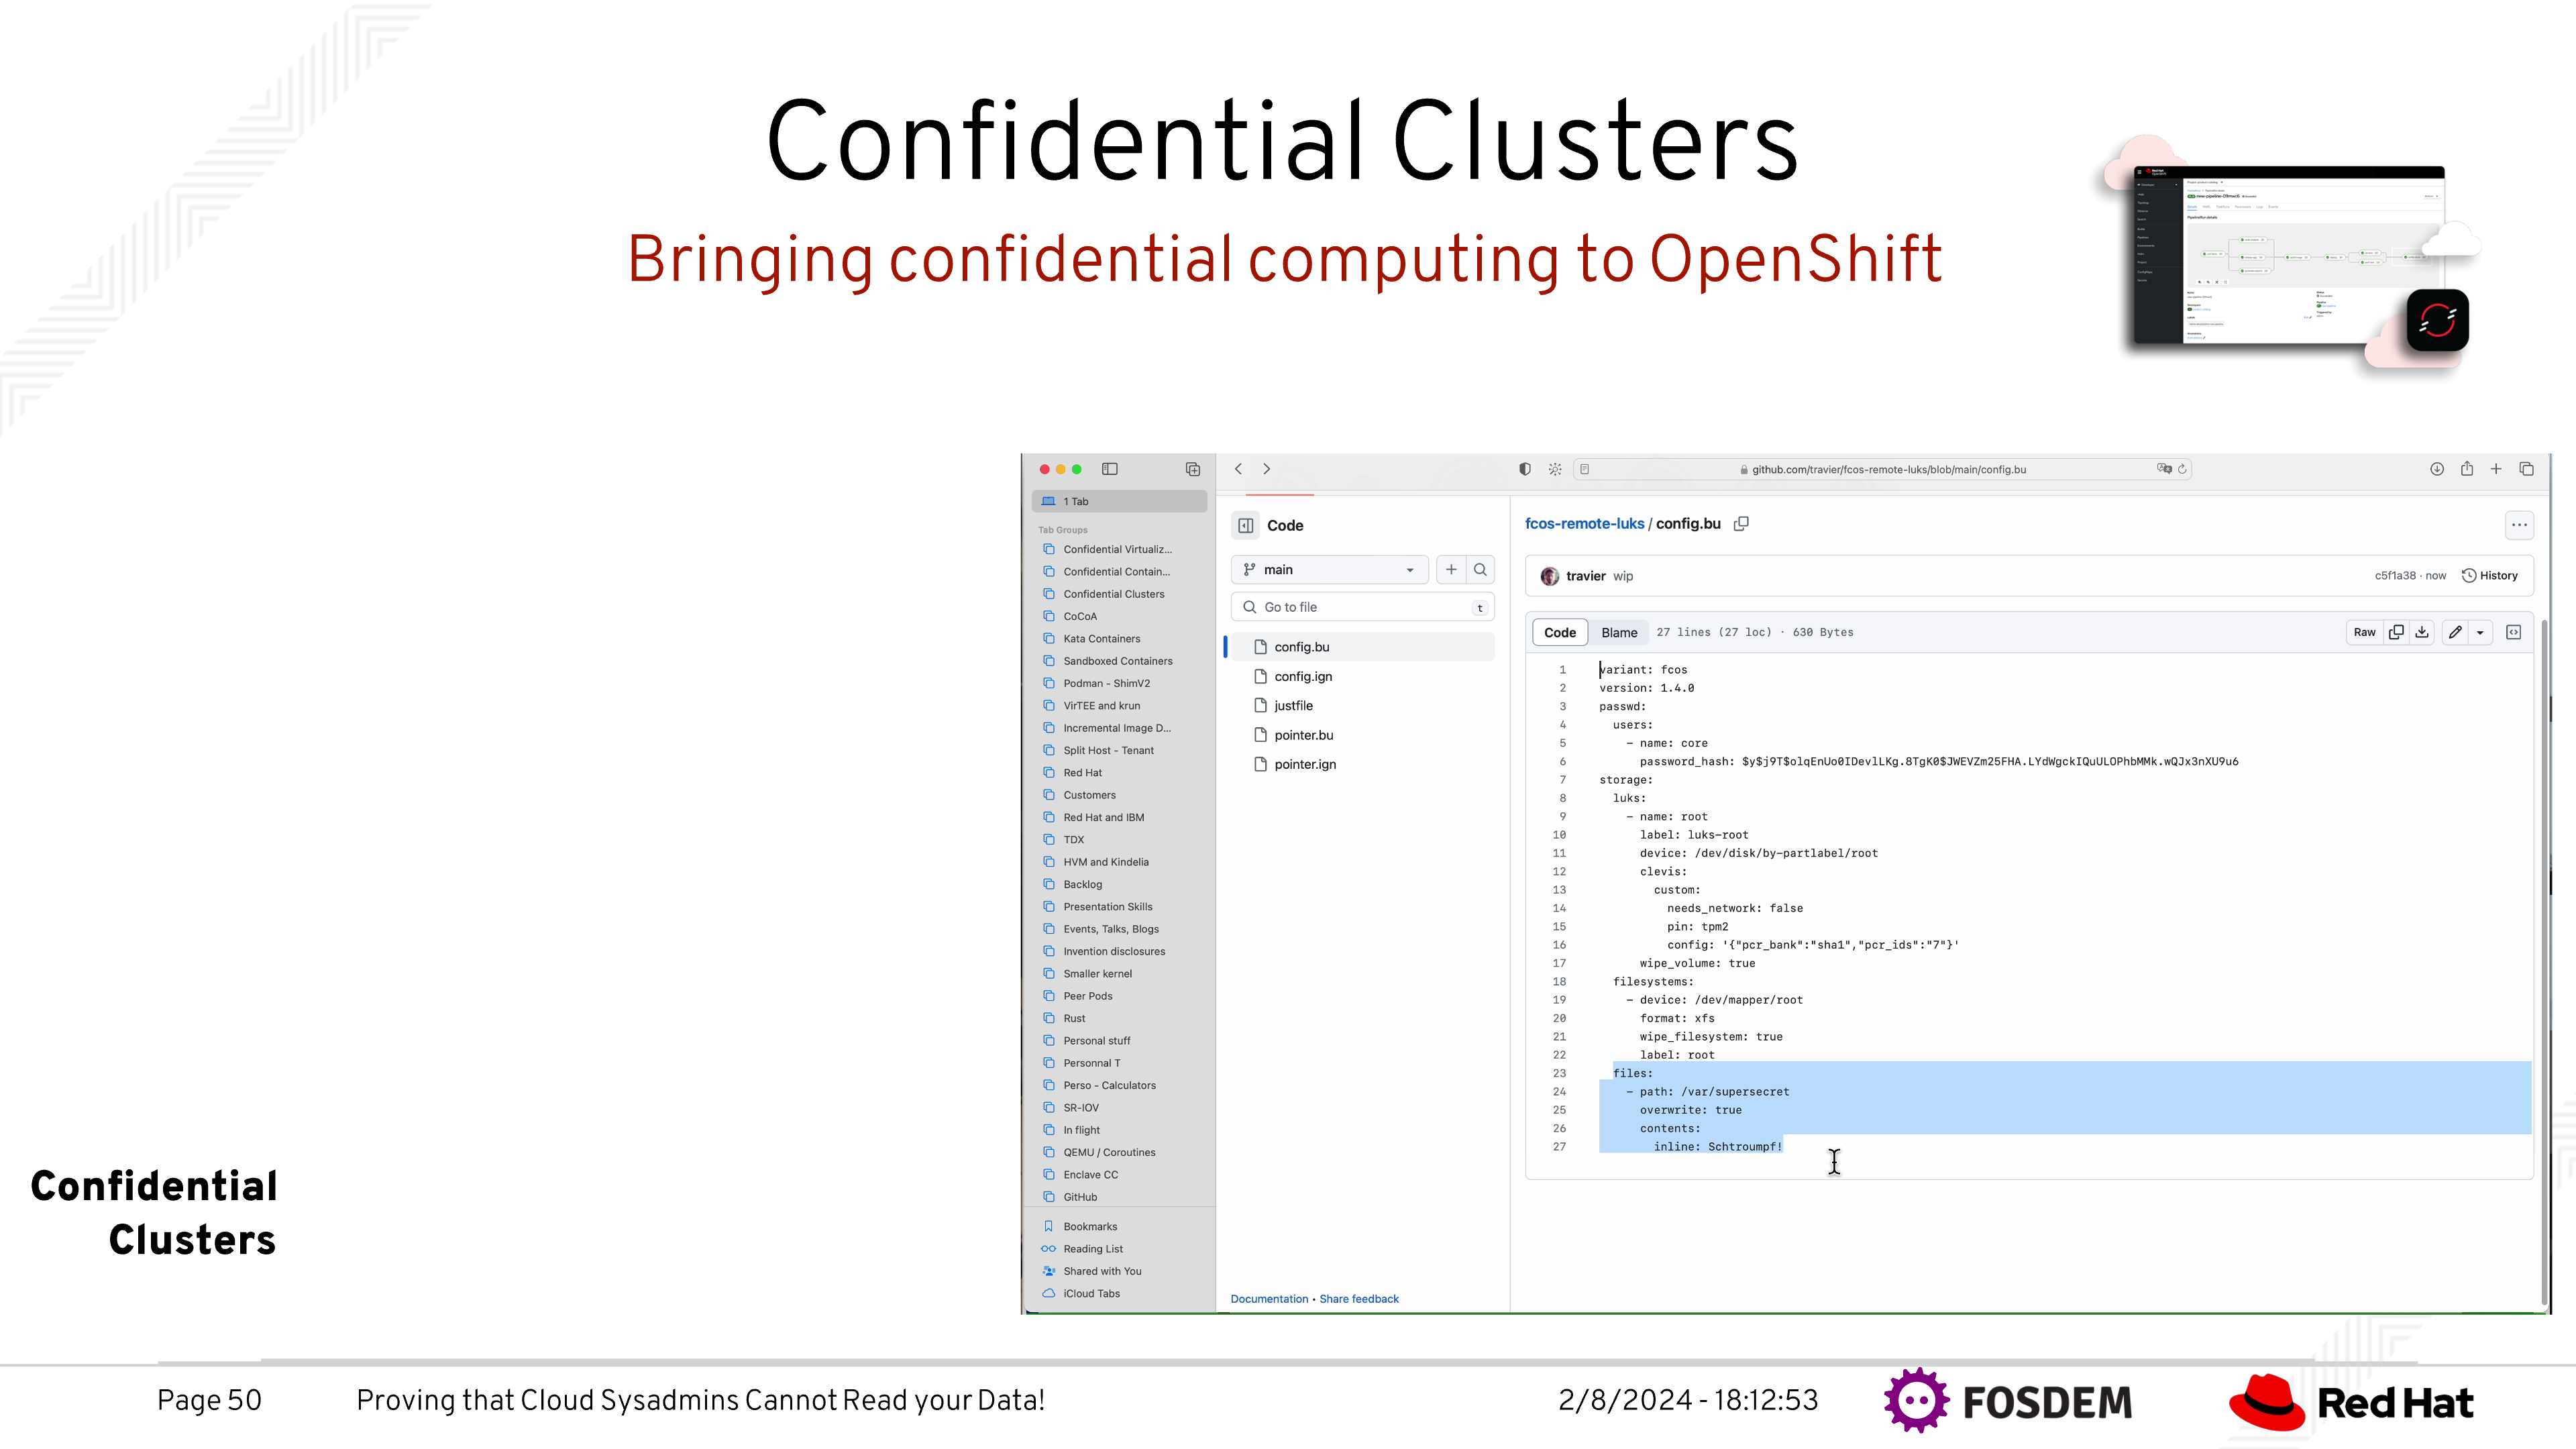 Confidential Clusters
Bringing confidential computing to OpenShift
1 Tab
Tab Groups
Confidential Virtualiz...
Confidential Contain...
Confidential Clusters
CoCoA
Kata Containers
Sandboxed Containers
Podman - ShimV2
VirTEE and krun
Incremental Image D...
Split Host - Tenant
Red Hat
Customers
Red Hat and IBM
TDX
HVM and Kindelia
Backlog
Presentation Skills
Events, Talks, Blogs
Invention disclosures
Smaller kernel
Peer Pods
Rust
Personal stuff
Personnal T
Perso - Calculators
SR-IOV
In flight
QEMU / Coroutines
Enclave CC
GitHub
Bookmarks
Reading List
Shared with You
iCloud Tabs
github.com/travier/fcos-remote-luks/blob/main/config.bu
Code
main
Go to file t
config.bu
config.ign
justfile
pointer.bu
pointer.ign
Documentation • Share feedback
fcos-remote-luks / config.bu
travier wip c5f1a38 · now History
Code Blame 27 lines (27 loc) · 630 Bytes Raw
1 variant: fcos
2 version: 1.4.0
3 passwd:
4 users:
5 - name: core
6 password_hash: $y$j9T$olqEnUo0IDevlLKg.8TgK0$JWEVZm25FHA.LYdWgckIQuULOPhbMMk.wQJx3nXU9u6
7 storage:
8 luks:
9 - name: root
10 label: luks-root
11 device: /dev/disk/by-partlabel/root
12 clevis:
13 custom:
14 needs_network: false
15 pin: tpm2
16 config: '{"pcr_bank":"sha1","pcr_ids":"7"}'
17 wipe_volume: true
18 filesystems:
19 - device: /dev/mapper/root
20 format: xfs
21 wipe_filesystem: true
22 label: root
23 files:
24 - path: /var/supersecret
25 overwrite: true
26 contents:
27 inline: Schtroumpf!
Confidential
Clusters
Page 50 Proving that Cloud Sysadmins Cannot Read your Data! 2/8/2024 - 18:12:53 FOSDEM Red Hat